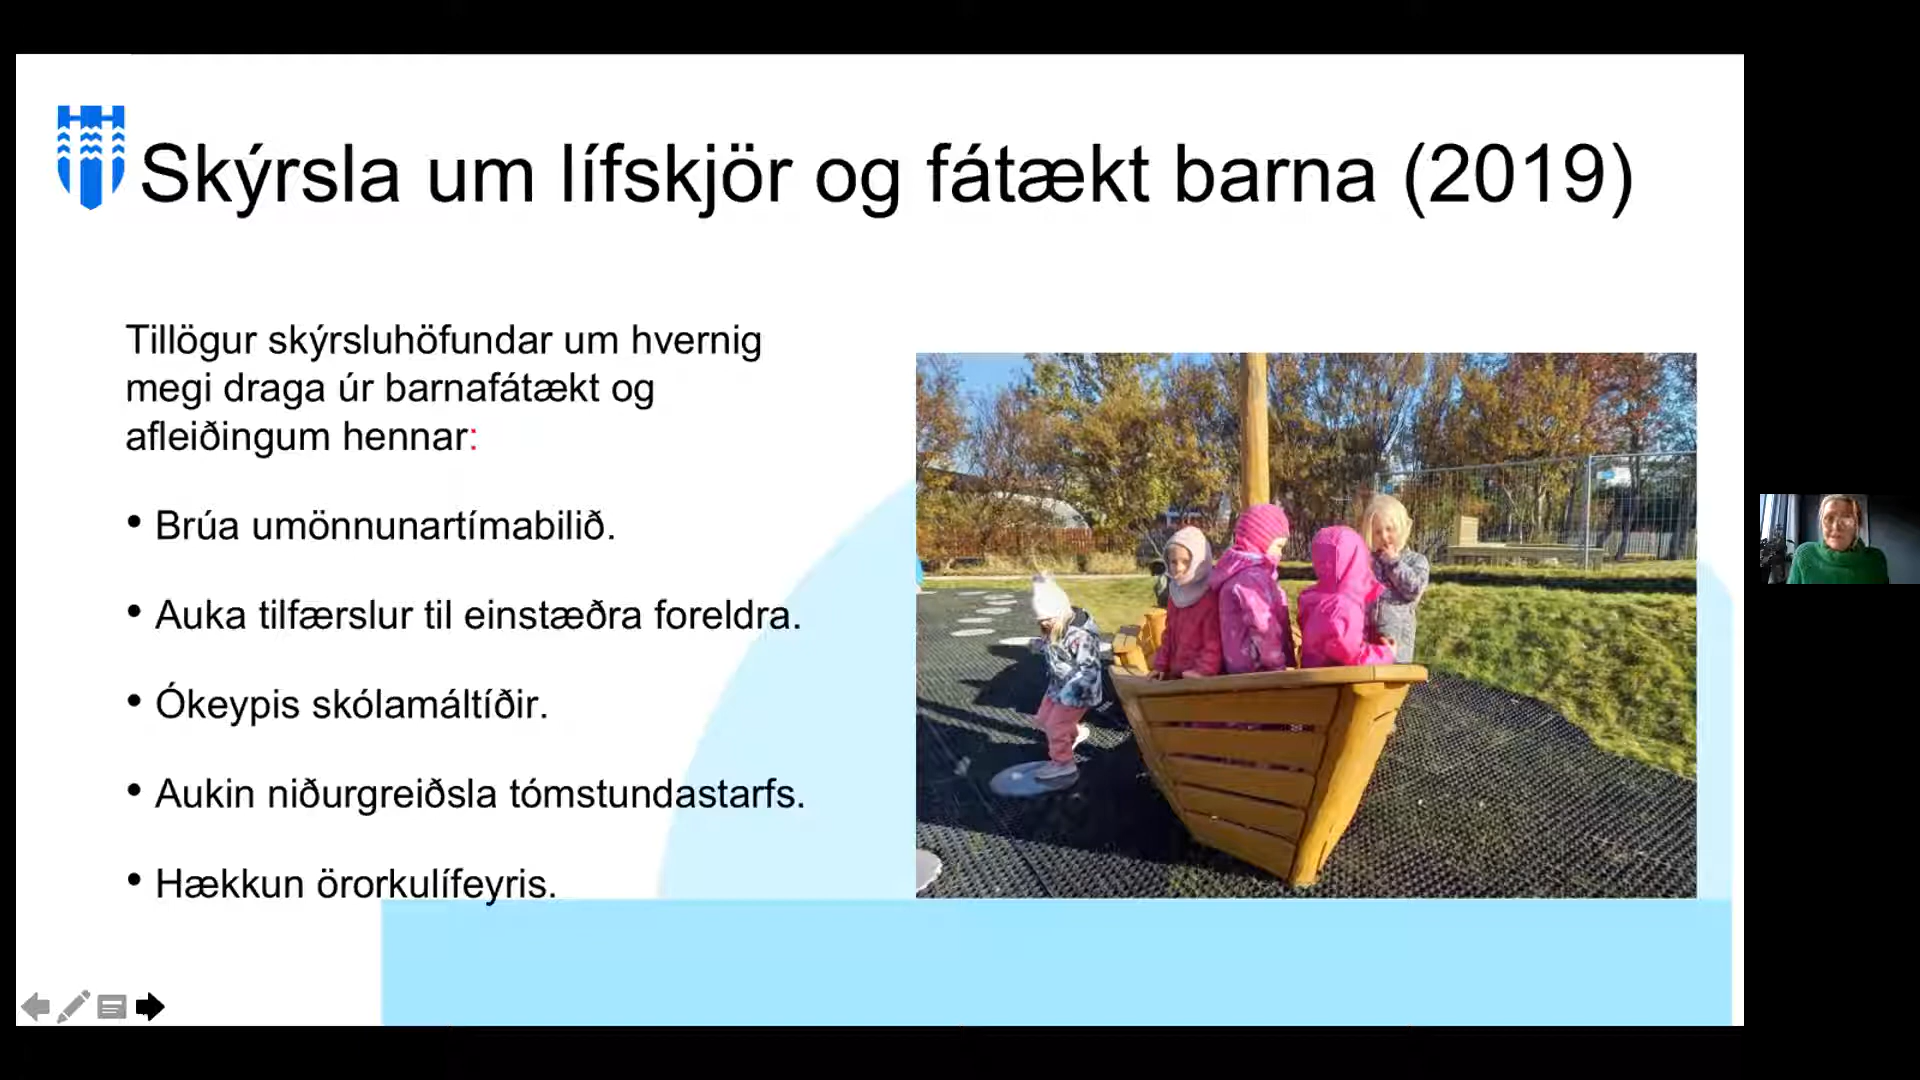 Skýrsla um lífskjör og fátækt barna (2019)
Tillögur skýrsluhöfundar um hvernig
megi draga úr barnafátækt og
afleiðingum hennar:
• Brúa umönnunartímabilið.
• Auka tilfærslur til einstæðra foreldra.
• Ókeypis skólamáltíðir.
• Aukin niðurgreiðsla tómstundastarfs.
• Hækkun örorkulífeyris.